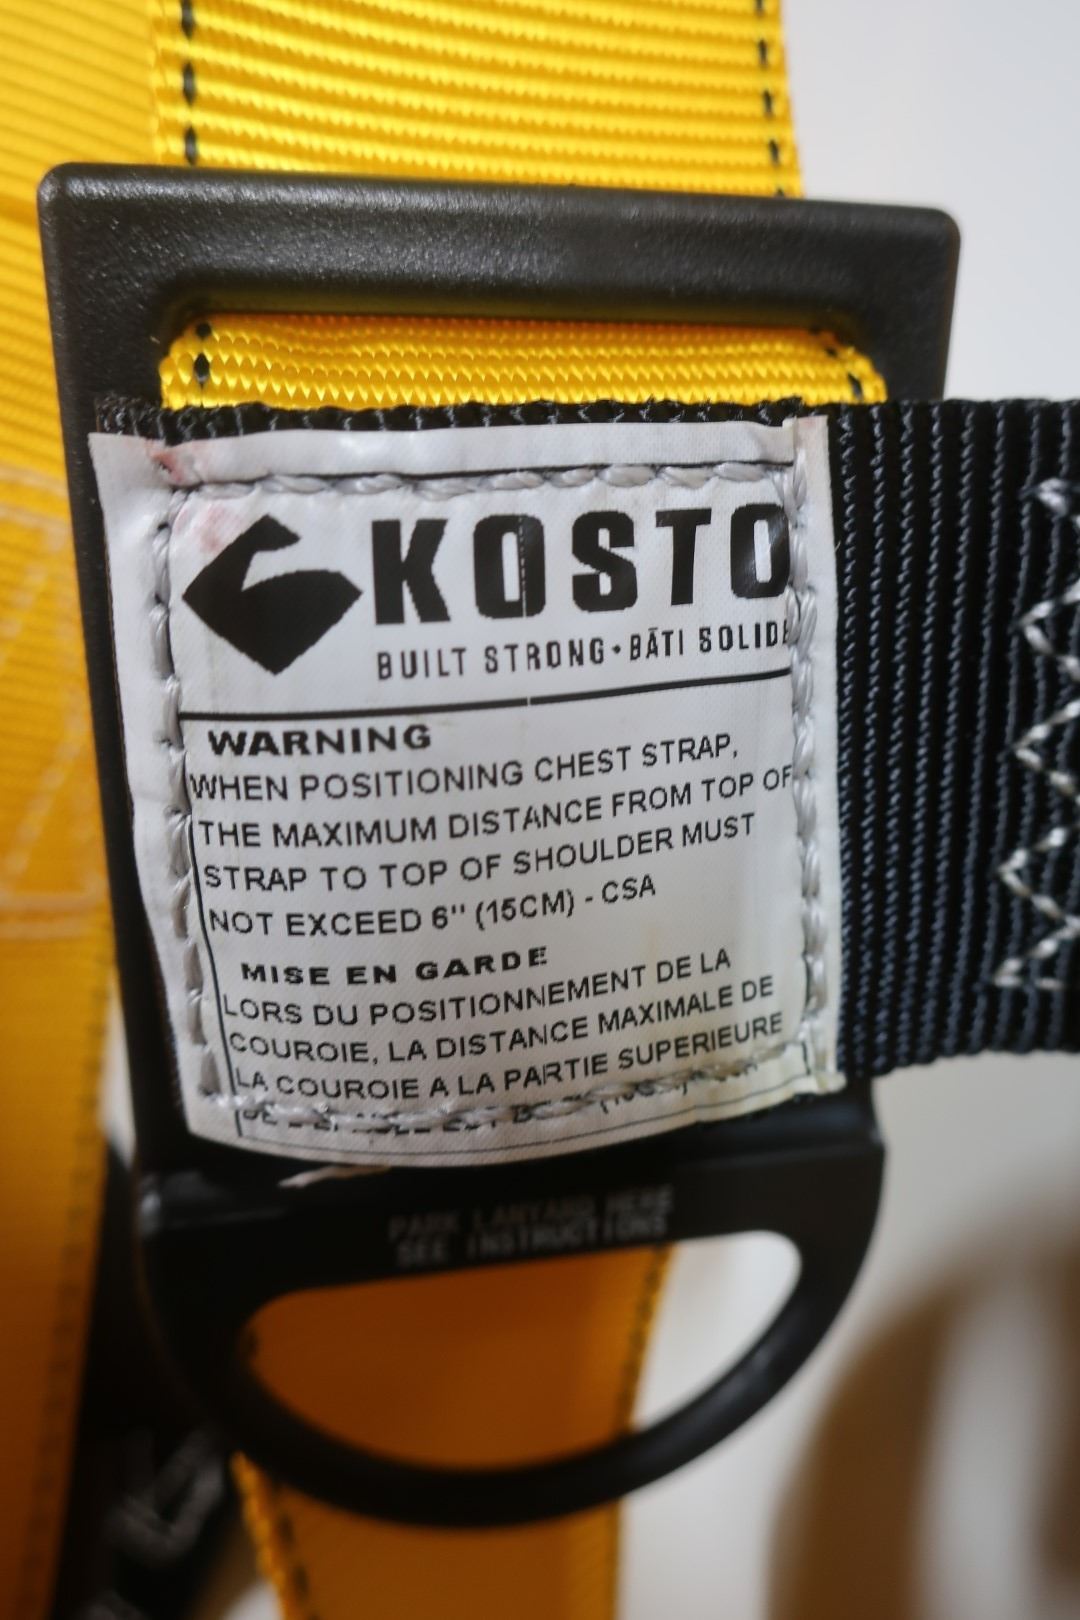 KOSTO
BUILT STRONG • BÂTI SOLIDE
WARNING
WHEN POSITIONING CHEST STRAP,
THE MAXIMUM DISTANCE FROM TOP OF
STRAP TO TOP OF SHOULDER MUST
NOT EXCEED 6" (15CM) - CSA
MISE EN GARDE
LORS DU POSITIONNEMENT DE LA
COUROIE, LA DISTANCE MAXIMALE DE
LA COUROIE A LA PARTIE SUPERIEURE
PARK LANYARD HERE
SEE INSTRUCTIONS